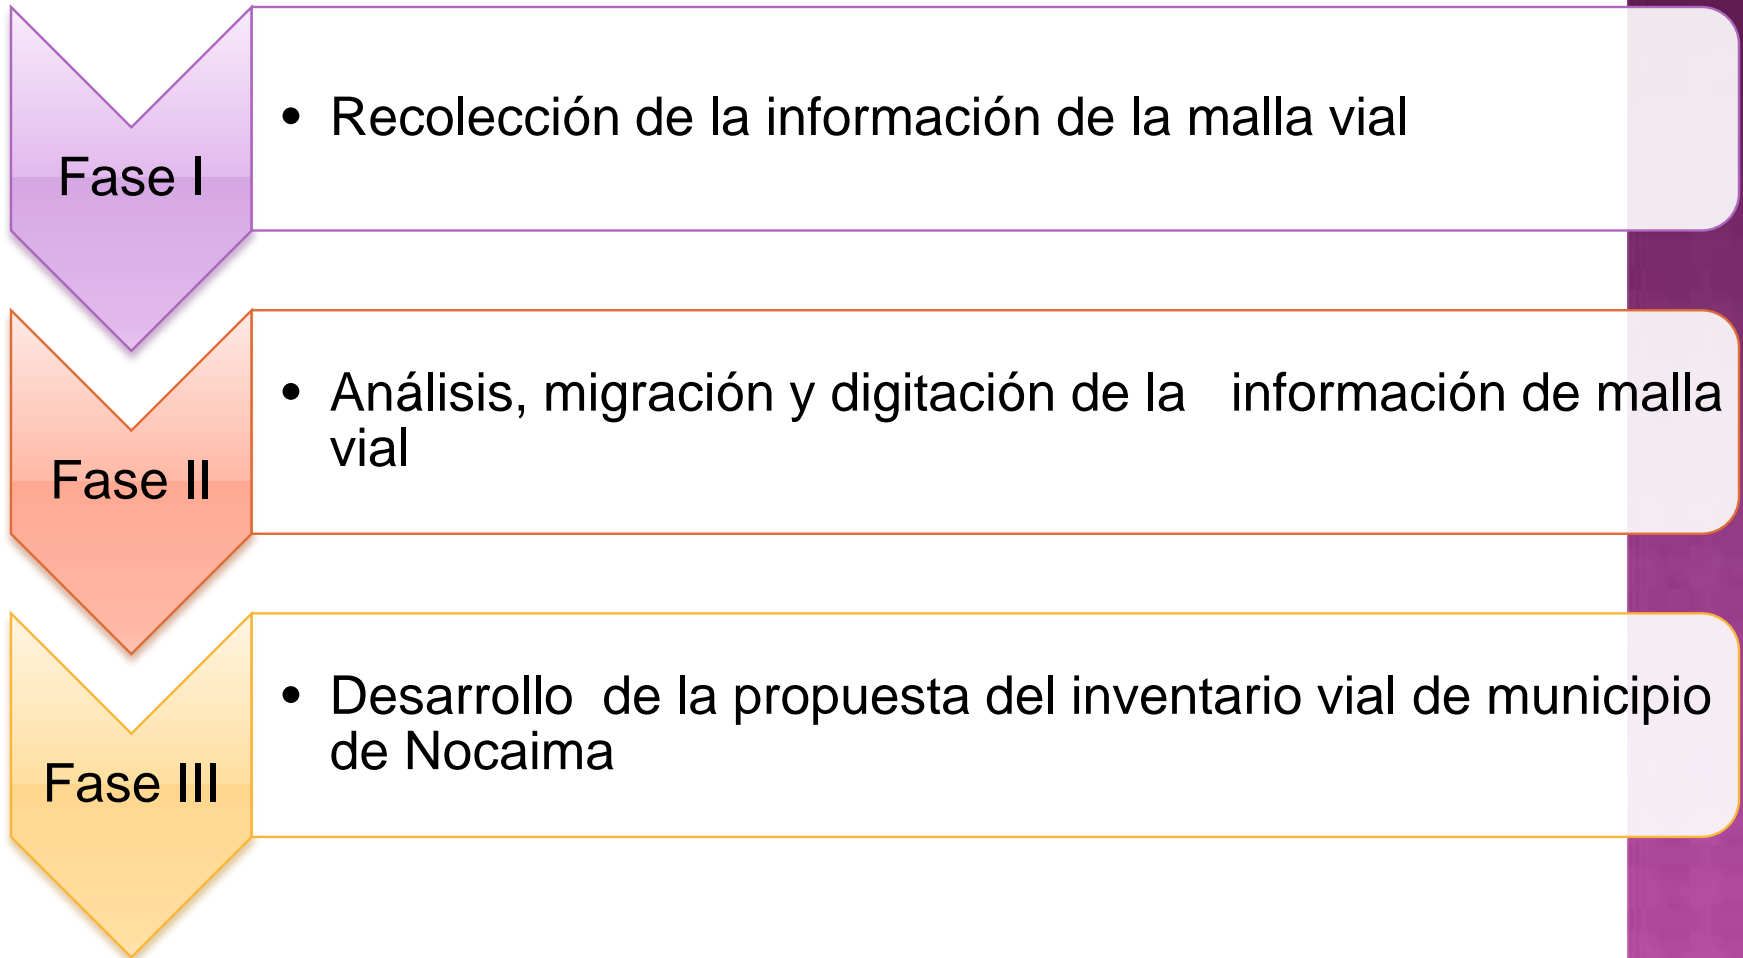 Fase I
• Recolección de la información de la malla vial
Fase II
• Análisis, migración y digitación de la   información de malla
vial
Fase III
• Desarrollo  de la propuesta del inventario vial de municipio
de Nocaima